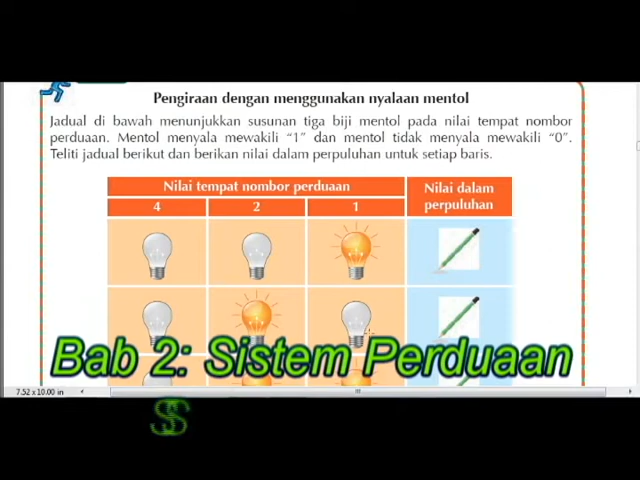 Pengiraan dengan menggunakan nyalaan mentol
Jadual di bawah menunjukkan susunan tiga biji mentol pada nilai tempat nombor
perduaan. Mentol menyala mewakili “1” dan mentol tidak menyala mewakili “0”.
Teliti jadual berikut dan berikan nilai dalam perpuluhan untuk setiap baris.
Nilai tempat nombor perduaan
Nilai dalam
perpuluhan
4 2 1
Bab 2: Sistem Perduaan
7.52 x 10.00 in